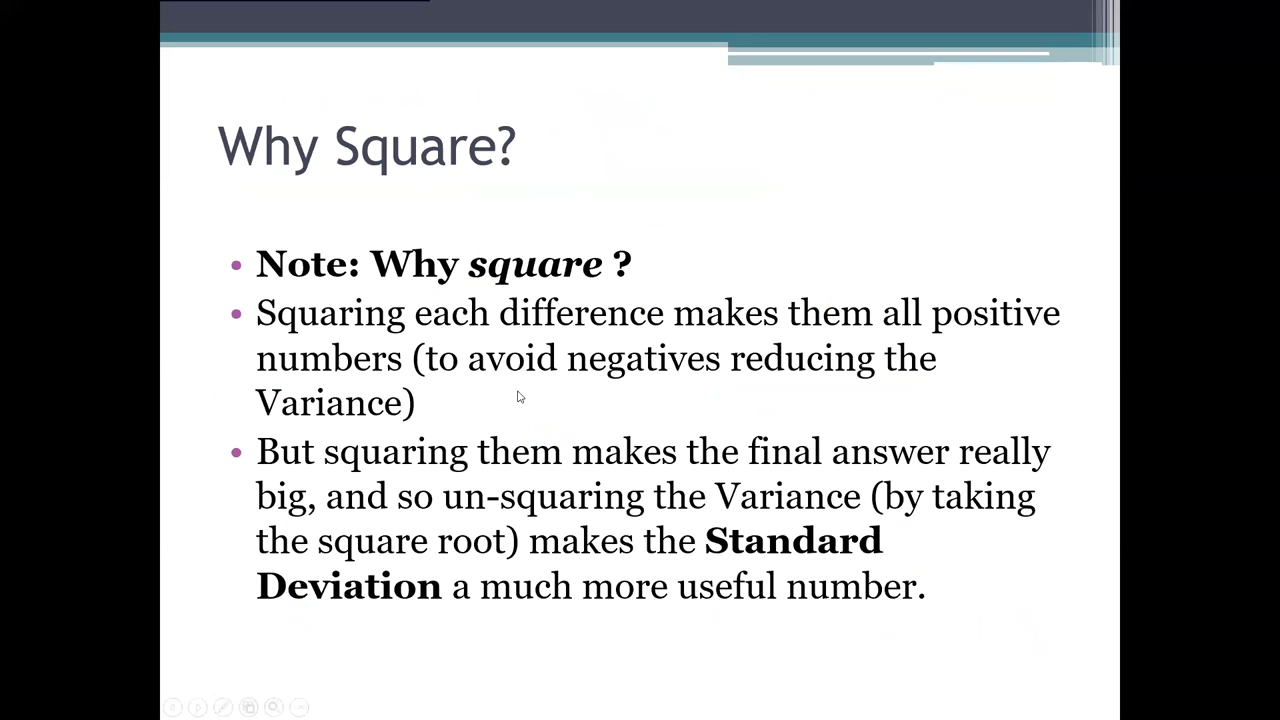 Why Square?
• Note: Why square ?
• Squaring each difference makes them all positive
numbers (to avoid negatives reducing the
Variance)
• But squaring them makes the final answer really
big, and so un-squaring the Variance (by taking
the square root) makes the Standard
Deviation a much more useful number.